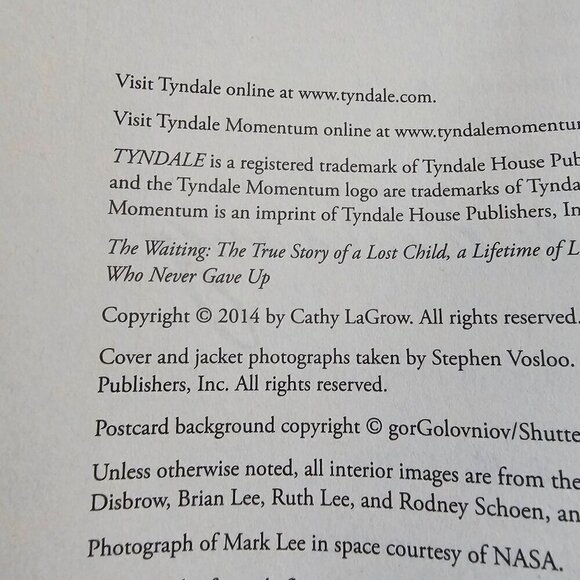 Visit Tyndale online at www.tyndale.com.
Visit Tyndale Momentum online at www.tyndalemomentu
TYNDALE is a registered trademark of Tyndale House Pub
and the Tyndale Momentum logo are trademarks of Tynda
Momentum is an imprint of Tyndale House Publishers, In
The Waiting: The True Story of a Lost Child, a Lifetime of L
Who Never Gave Up
Copyright © 2014 by Cathy LaGrow. All rights reserved.
Cover and jacket photographs taken by Stephen Vosloo.
Publishers, Inc. All rights reserved.
Postcard background copyright © gorGolovniov/Shutte
Unless otherwise noted, all interior images are from the
Disbrow, Brian Lee, Ruth Lee, and Rodney Schoen, an
Photograph of Mark Lee in space courtesy of NASA.